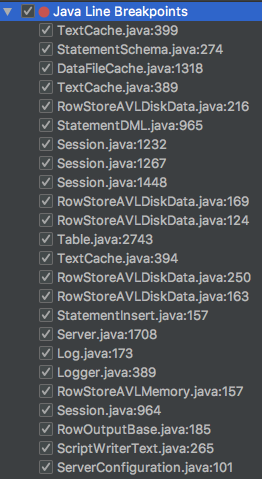 Java Line Breakpoints
TextCache.java:399
StatementSchema.java:274
DataFileCache.java:1318
TextCache.java:389
RowStoreAVLDiskData.java:216
StatementDML.java:965
Session.java:1232
Session.java:1267
Session.java:1448
RowStoreAVLDiskData.java:169
RowStoreAVLDiskData.java:124
Table.java:2743
TextCache.java:394
RowStoreAVLDiskData.java:250
RowStoreAVLDiskData.java:163
StatementInsert.java:157
Server.java:1708
Log.java:173
Logger.java:389
RowStoreAVLMemory.java:157
Session.java:964
RowOutputBase.java:185
ScriptWriterText.java:265
ServerConfiguration.java:101